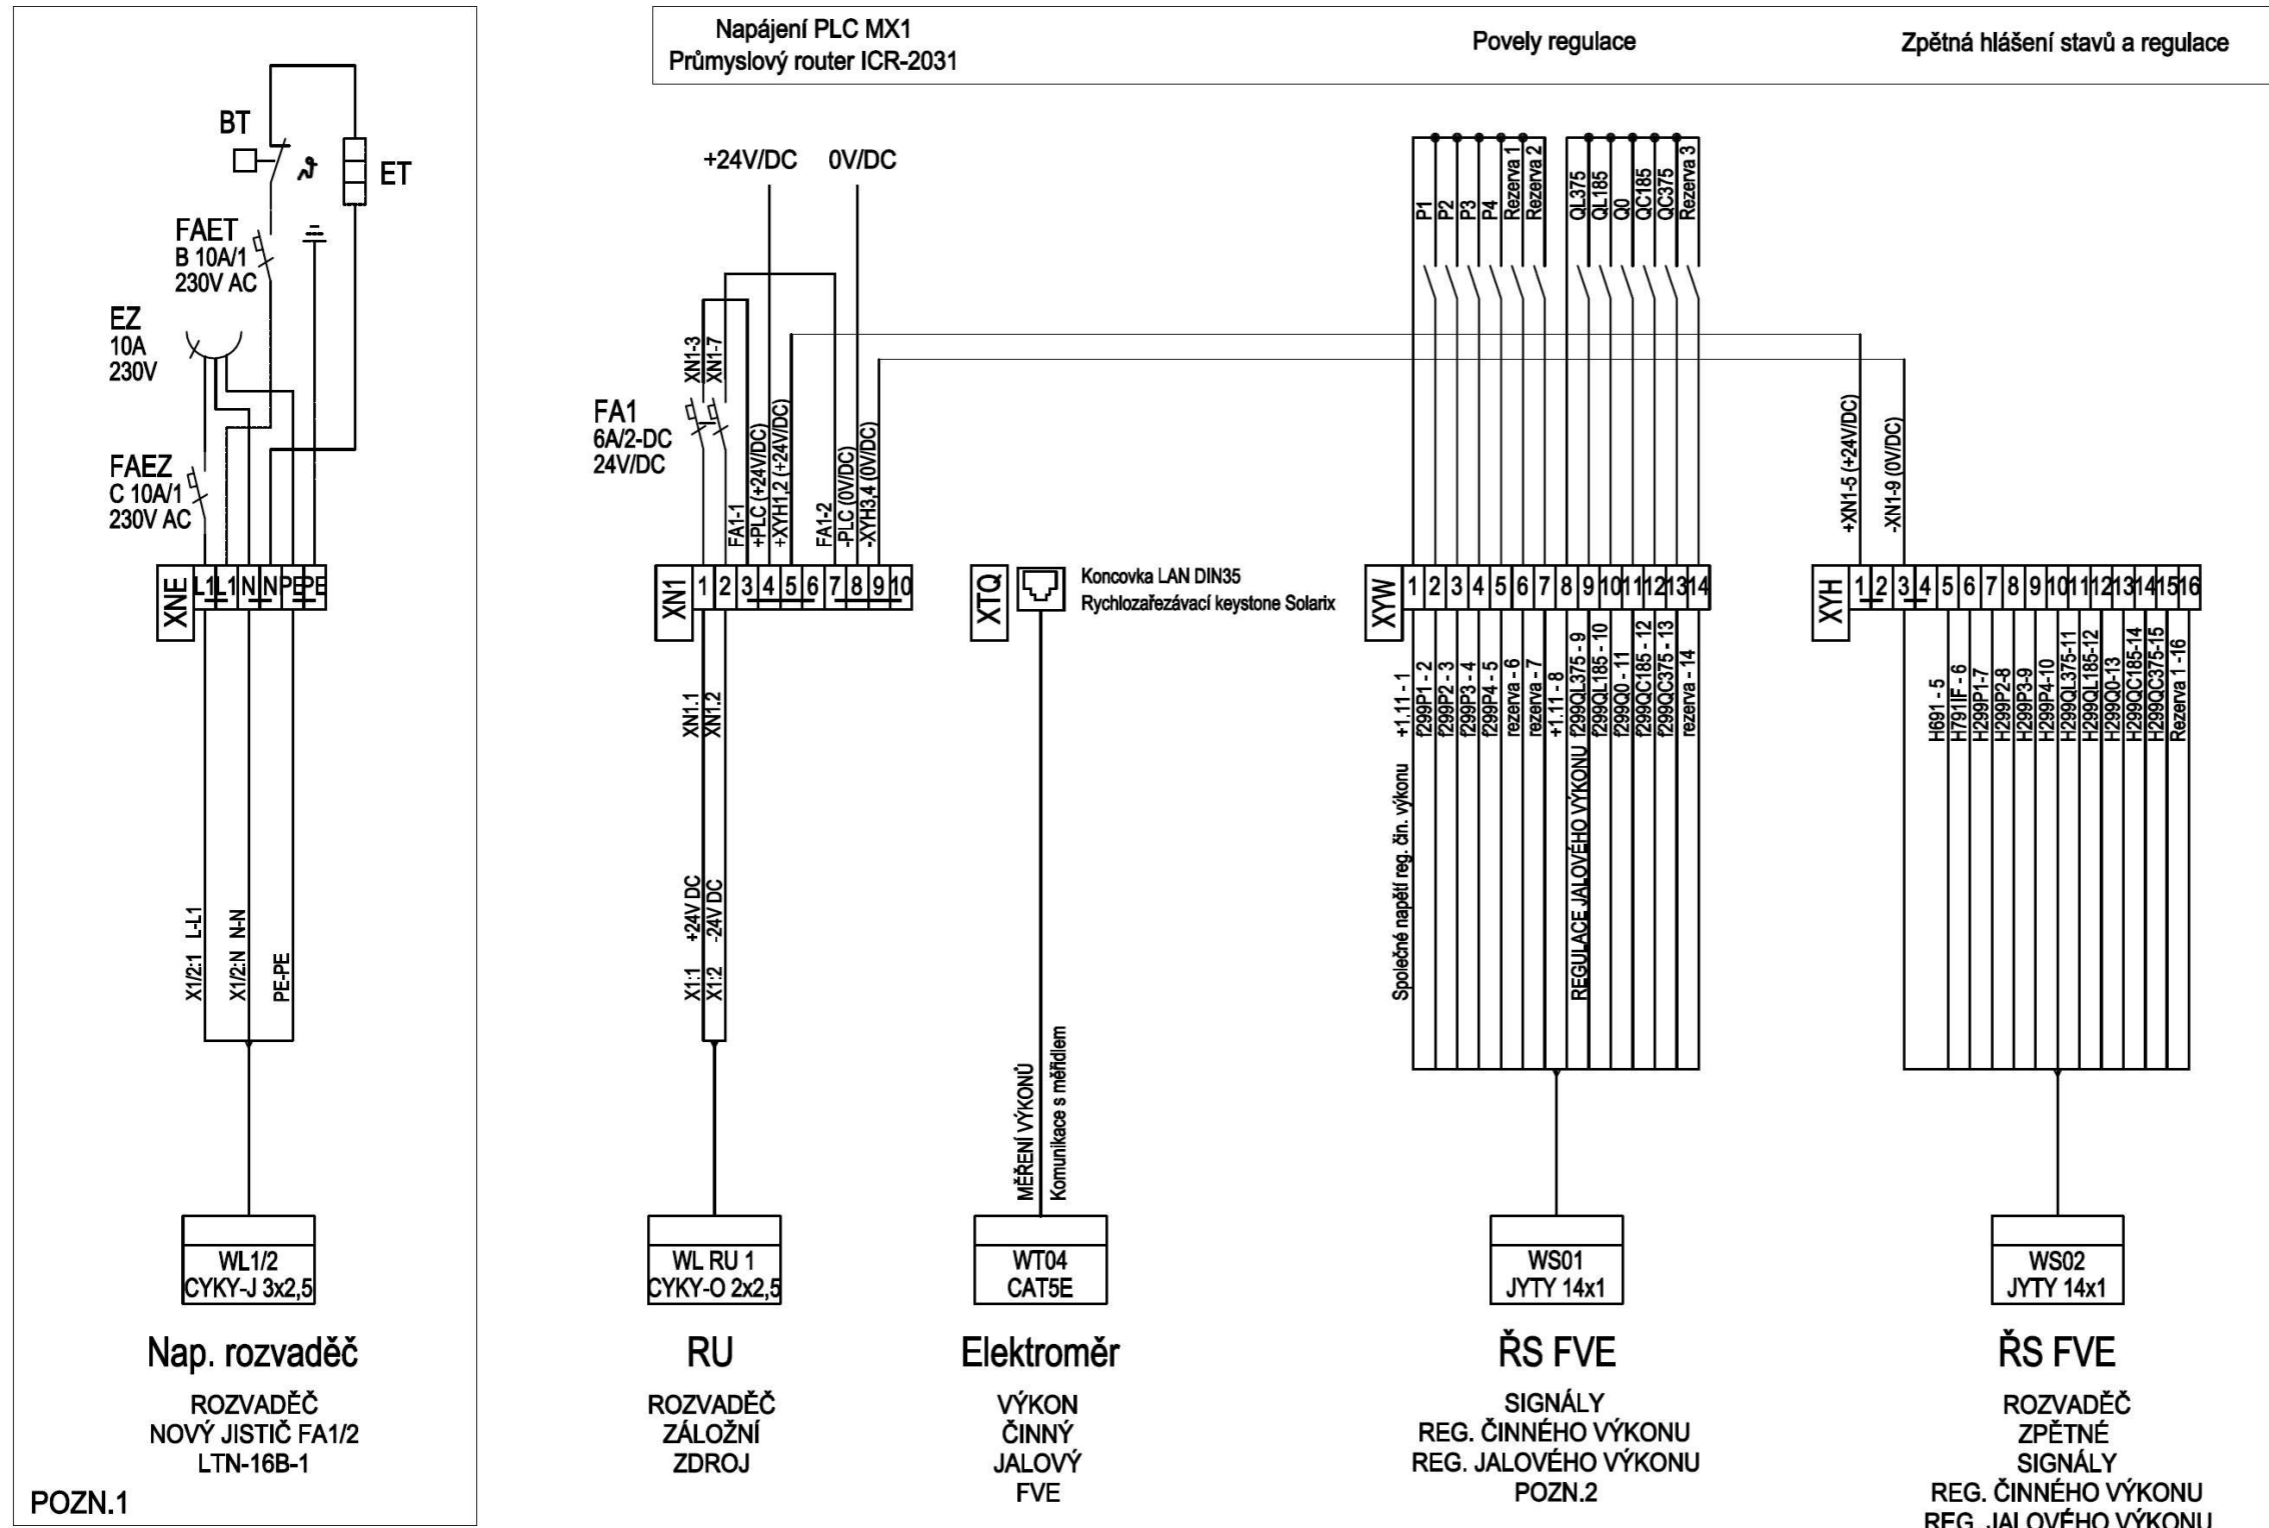 Napájení PLC MX1
Průmyslový router ICR-2031
Povely regulace
Zpětná hlášení stavů a regulace
BT
ET
FAET
B 10A/1
230V AC
EZ
10A
230V
FAEZ
C 10A/1
230V AC
XNE
L1
L1
N
N
PE
PE
X1/2:1 L-L1
X1/2:N N-N
PE-PE
WL1/2
CYKY-J 3x2,5
Nap. rozvaděč
ROZVADĚČ
NOVÝ JISTIČ FA1/2
LTN-16B-1
POZN.1
+24V/DC
0V/DC
XN1-3
XN1-7
FA1
6A/2-DC
24V/DC
FA1-1
+PLC (+24V/DC)
+XYH1,2 (+24V/DC)
FA1-2
-PLC (0V/DC)
-XYH3,4 (0V/DC)
XN1
1 2 3 4 5 6 7 8 9 10
XN1.1
XN1.2
+24V DC
-24V DC
X1:1
X1:2
WL RU 1
CYKY-O 2x2,5
RU
ROZVADĚČ
ZÁLOŽNÍ
ZDROJ
XTQ
Koncovka LAN DIN35
Rychlozařezávací keystone Solarix
MĚŘENÍ VÝKONŮ
Komunikace s měřidlem
WT04
CAT5E
Elektroměr
VÝKON
ČINNÝ
JALOVÝ
FVE
P1
P2
P3
P4
Rezerva 1
Rezerva 2
QL375
QL185
Q0
QC185
QC375
Rezerva 3
XYW
1 2 3 4 5 6 7 8 9 10 11 12 13 14
Společné napětí reg. čin. výkonu +1.11 - 1
f299P1 - 2
f299P2 - 3
f299P3 - 4
f299P4 - 5
rezerva - 6
rezerva - 7
+1.11 - 8
REGULACE JALOVÉHO VÝKONU f299QL375 - 9
f299QL185 - 10
f299Q0 - 11
f299QC185 - 12
f299QC375 - 13
rezerva - 14
WS01
JYTY 14x1
ŘS FVE
SIGNÁLY
REG. ČINNÉHO VÝKONU
REG. JALOVÉHO VÝKONU
POZN.2
+XN1-5 (+24V/DC)
-XN1-9 (0V/DC)
XYH
1 2 3 4 5 6 7 8 9 10 11 12 13 14 15 16
H691 - 5
H791IF - 6
H299P1-7
H299P2-8
H299P3-9
H299P4-10
H299QL375-11
H299QL185-12
H299Q0-13
H299QC185-14
H299QC375-15
Rezerva 1 -16
WS02
JYTY 14x1
ŘS FVE
ROZVADĚČ
ZPĚTNÉ
SIGNÁLY
REG. ČINNÉHO VÝKONU
REG. JALOVÉHO VÝKONU